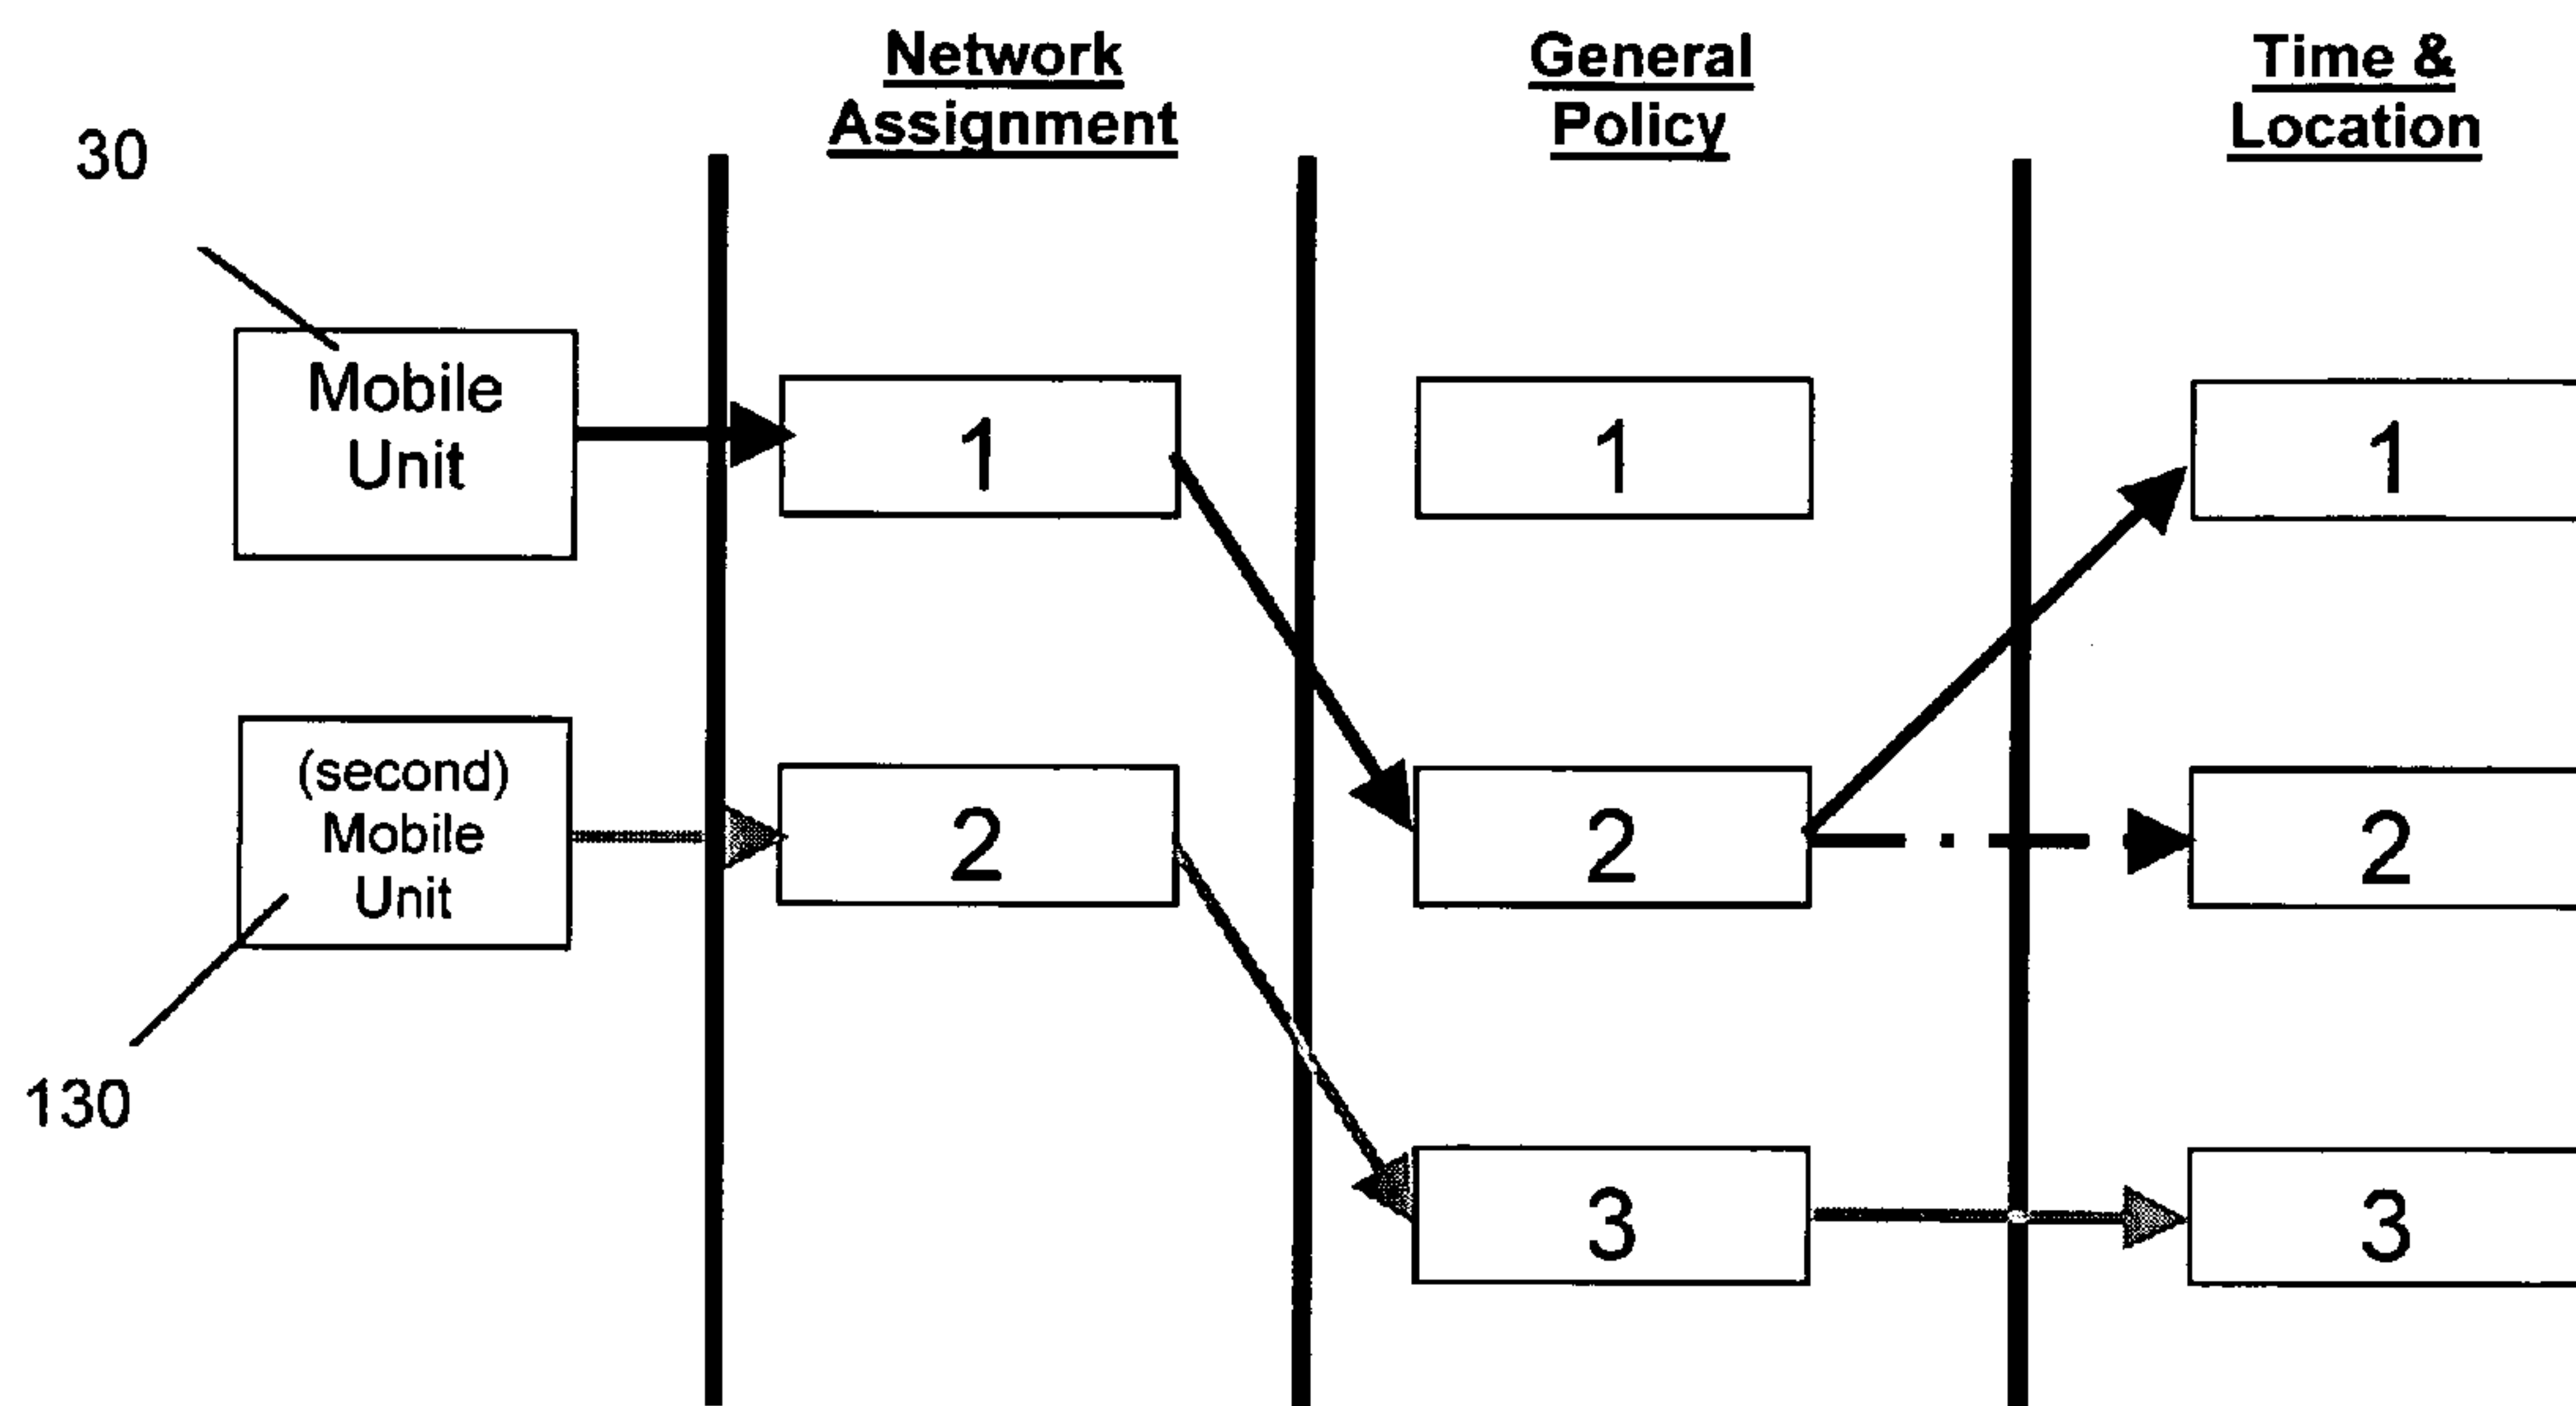 Network
Assignment
General
Policy
Time &
Location
30
Mobile
Unit
1
1
1
(second)
Mobile
Unit
2
2
2
130
3
3